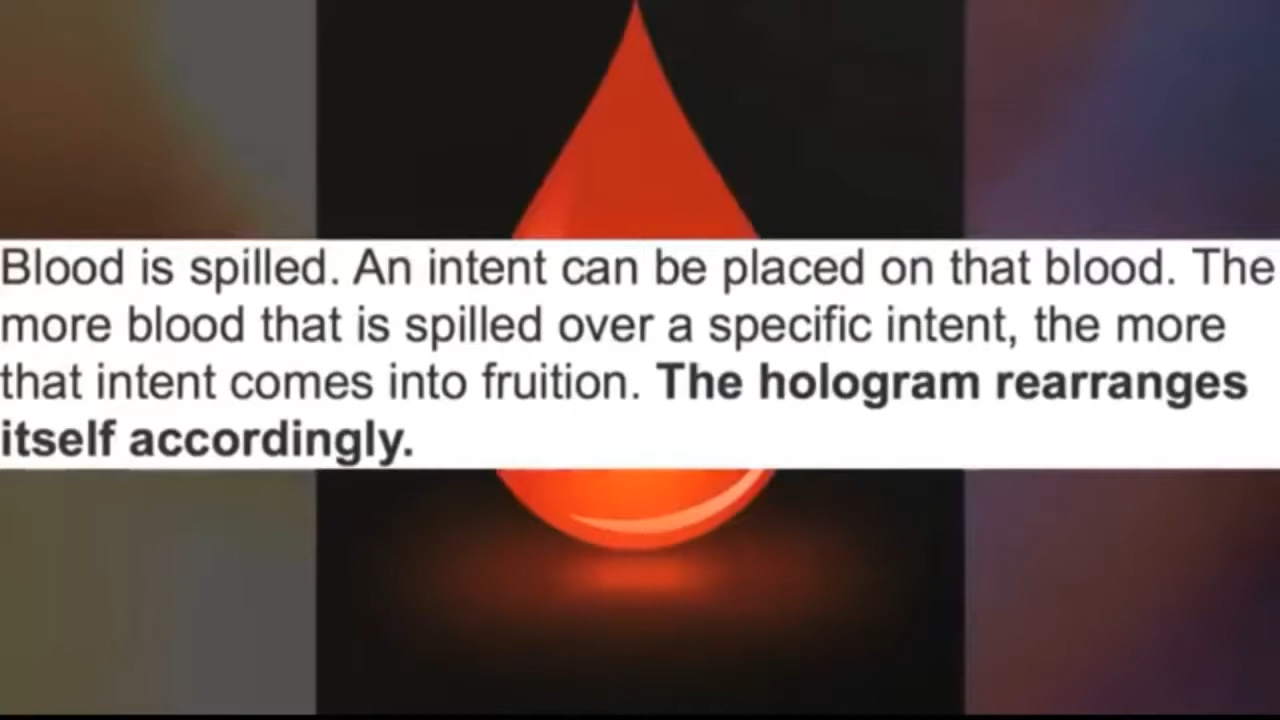 Blood is spilled. An intent can be placed on that blood. The
more blood that is spilled over a specific intent, the more
that intent comes into fruition. The hologram rearranges
itself accordingly.